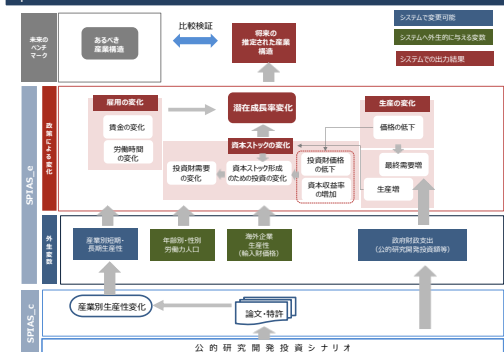 未来の
ベンチ
マーク
あるべき
産業構造
比較検証
将来の
推定された産業
構造
システムで変更可能
システムへ外生的に与える変数
システムでの出力結果
SPIAS_e
政策による変化
雇用の変化
賃金の変化
労働時間
の変化
潜在成長率変化
資本ストックの変化
投資財需要
の変化
資本ストック形成
のための投資の変化
投資財価格
の低下
資本収益率
の増加
生産の変化
価格の低下
最終需要増
生産増
外生変数
産業別短期・
長期生産性
年齢別・性別
労働力人口
海外企業
生産性
(輸入財価格)
政府財政支出
(公的研究開発投資額等)
SPIAS_c
産業別生産性変化
論文・特許
公的研究開発投資シナリオ